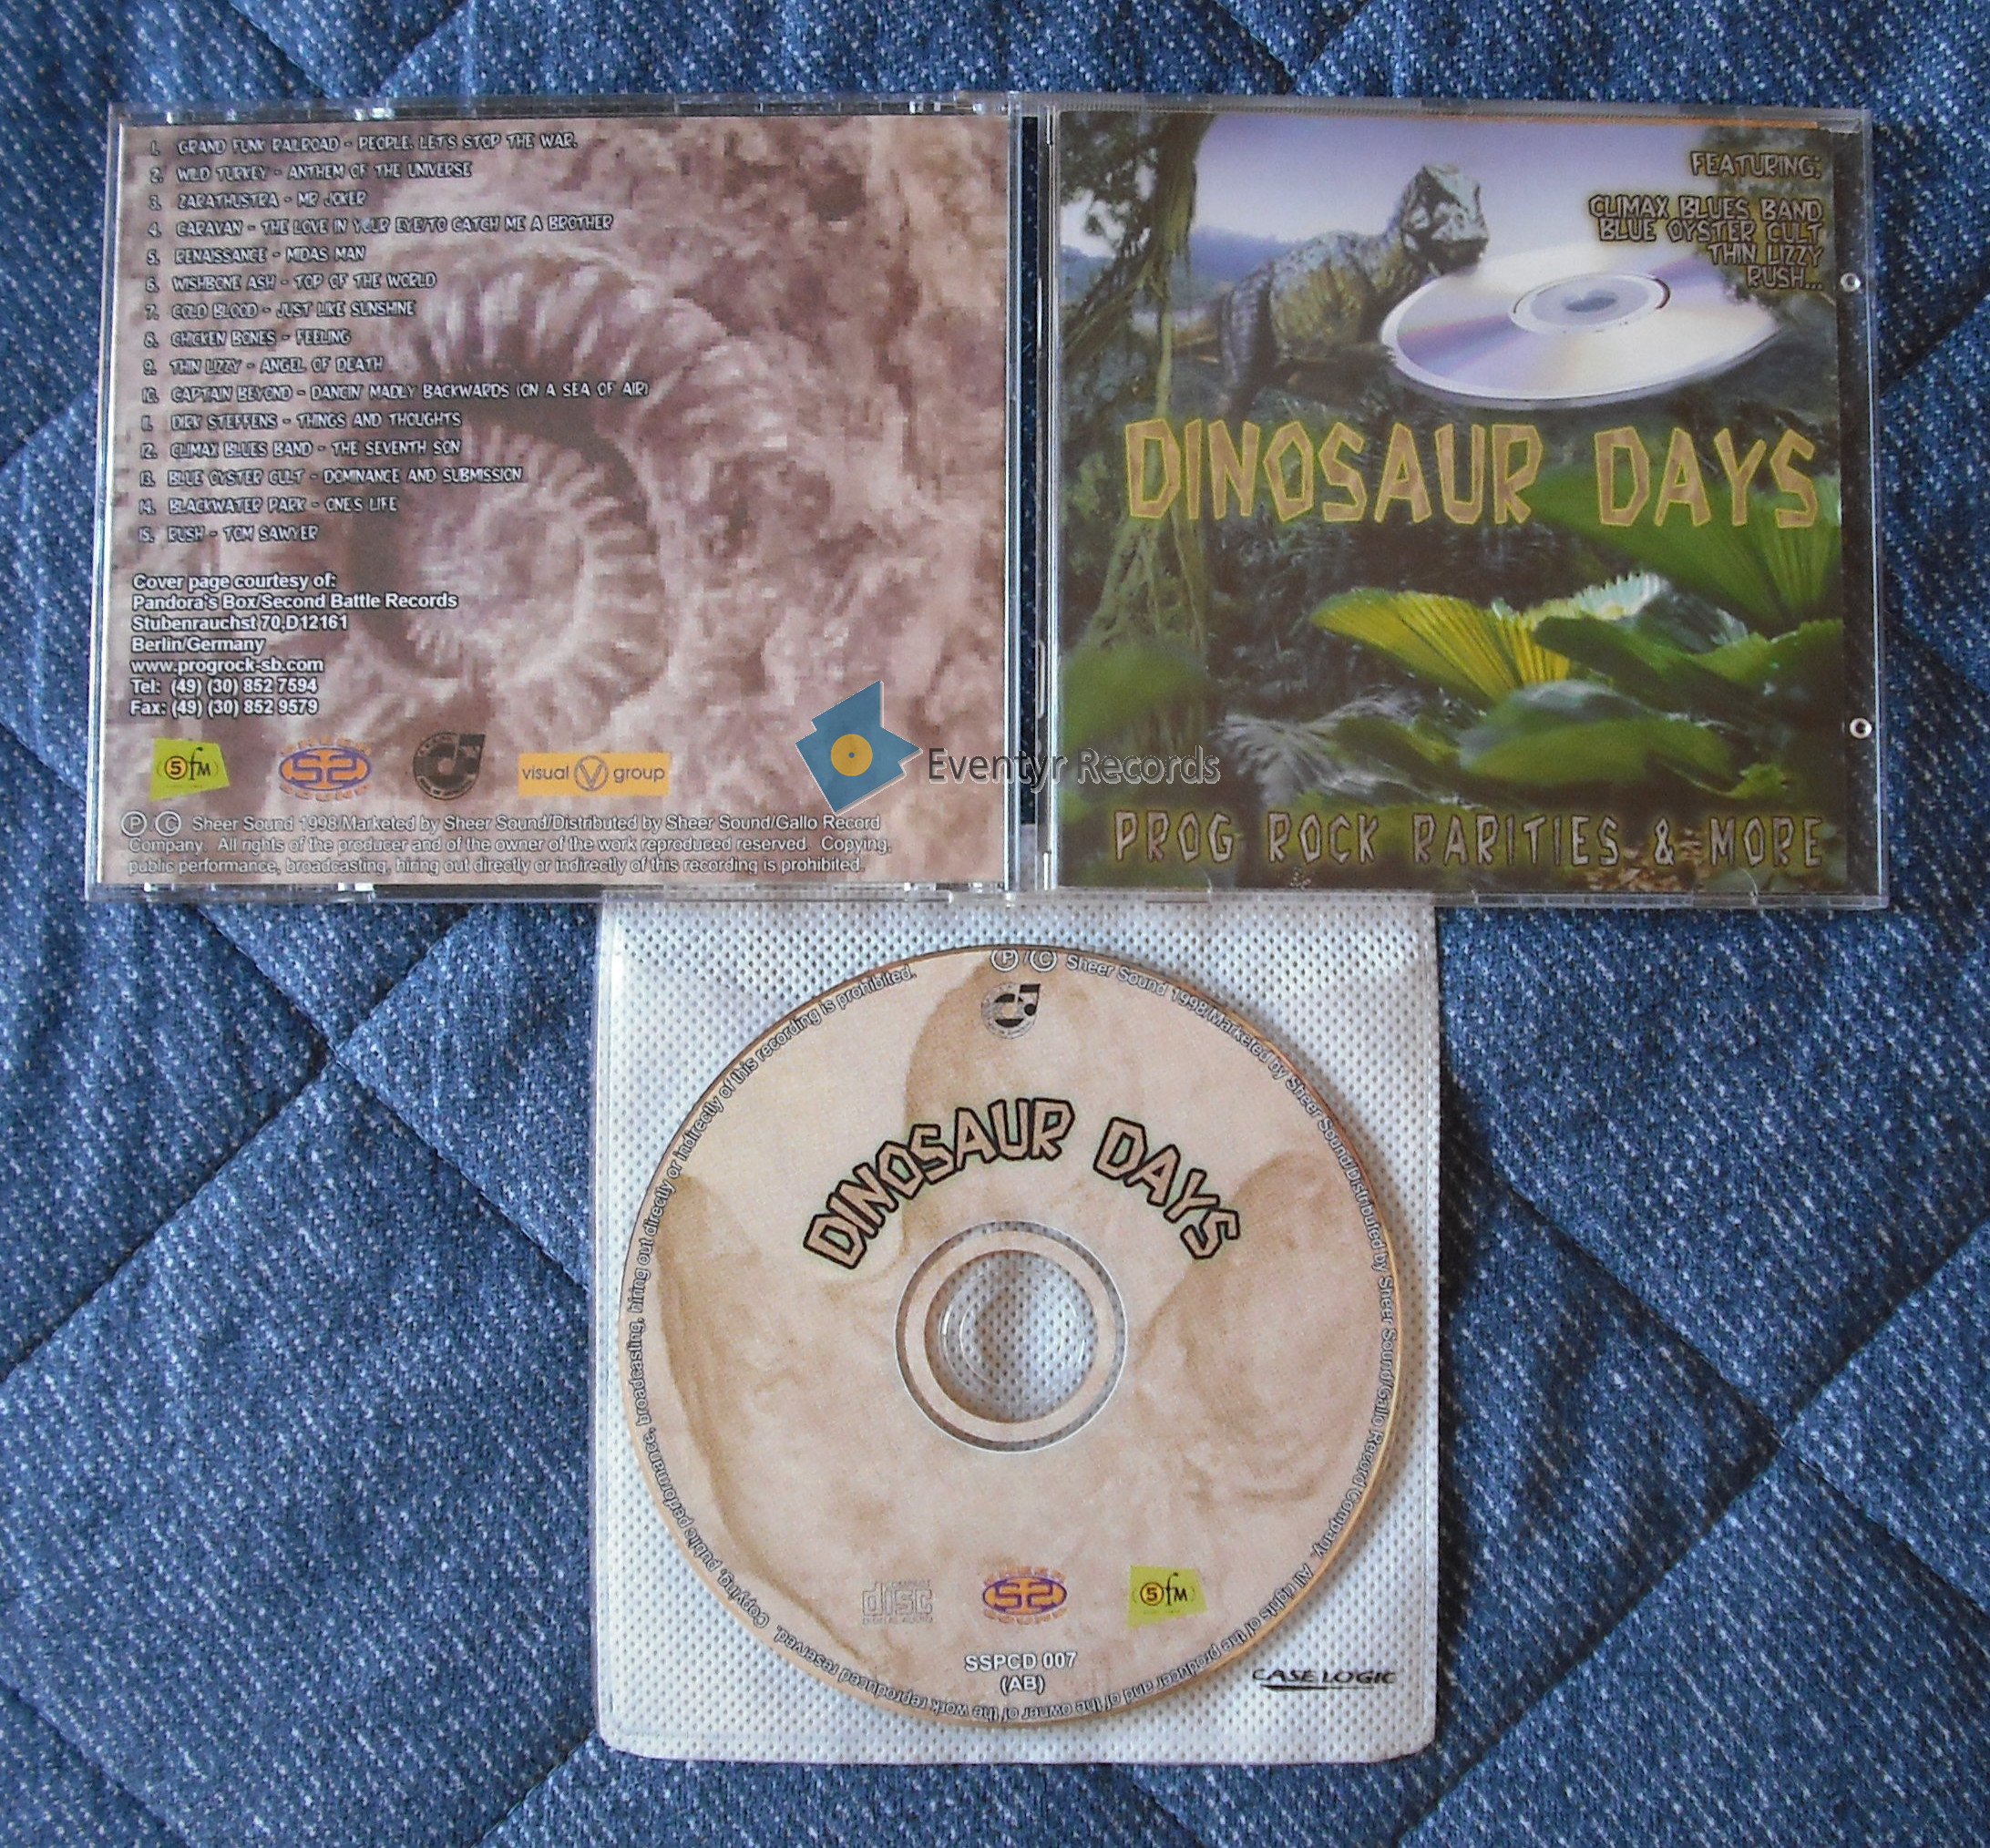 1. GRAND FUNK RAILROAD - PEOPLE, LET'S STOP THE WAR.
2. WILD TURKEY - ANTHEM OF THE UNIVERSE
3. ZARATHUSTRA - MR JOKER
4. CARAVAN - THE LOVE IN YOUR EYE/TO CATCH ME A BROTHER
5. RENAISSANCE - MIDAS MAN
6. WISHBONE ASH - TOP OF THE WORLD
7. COLD BLOOD - JUST LIKE SUNSHINE
8. CHICKEN BONES - FEELING
9. THIN LIZZY - ANGEL OF DEATH
10. CAPTAIN BEYOND - DANCIN' MADLY BACKWARDS (ON A SEA OF AIR)
11. DIRK STEFFENS - THINGS AND THOUGHTS
12. CLIMAX BLUES BAND - THE SEVENTH SON
13. BLUE OYSTER CULT - DOMINANCE AND SUBMISSION
14. BLACKWATER PARK - ONE'S LIFE
15. RUSH - TOM SAWYER
Cover page courtesy of:
Pandora's Box/Second Battle Records
Stubenrauchst 70,D12161
Berlin/Germany
www.progrock-sb.com
Tel: (49) (30) 852 7594
Fax: (49) (30) 852 9579
5fm
visual V group
Ⓟ © Sheer Sound 1998/Marketed by Sheer Sound/Distributed by Sheer Sound/Gallo Record
Company. All rights of the producer and of the owner of the work reproduced reserved. Copying,
public performance, broadcasting, hiring out directly or indirectly of this recording is prohibited.
FEATURING:
CLIMAX BLUES BAND
BLUE OYSTER CULT
THIN LIZZY
RUSH...
DINOSAUR DAYS
PROG ROCK RARITIES & MORE
Eventyr Records
Ⓟ/© Sheer Sound 1998/Marketed by Sheer Sound/Distributed by Sheer Sound/Gallo Record Company. All rights of the producer and of the owner of the work reproduced reserved. Copying, public performance, broadcasting, hiring out directly or indirectly of this recording is prohibited.
DINOSAUR DAYS
COMPACT
disc
DIGITAL AUDIO
5fm
SSPCD 007
(AB)
CASE LOGIC